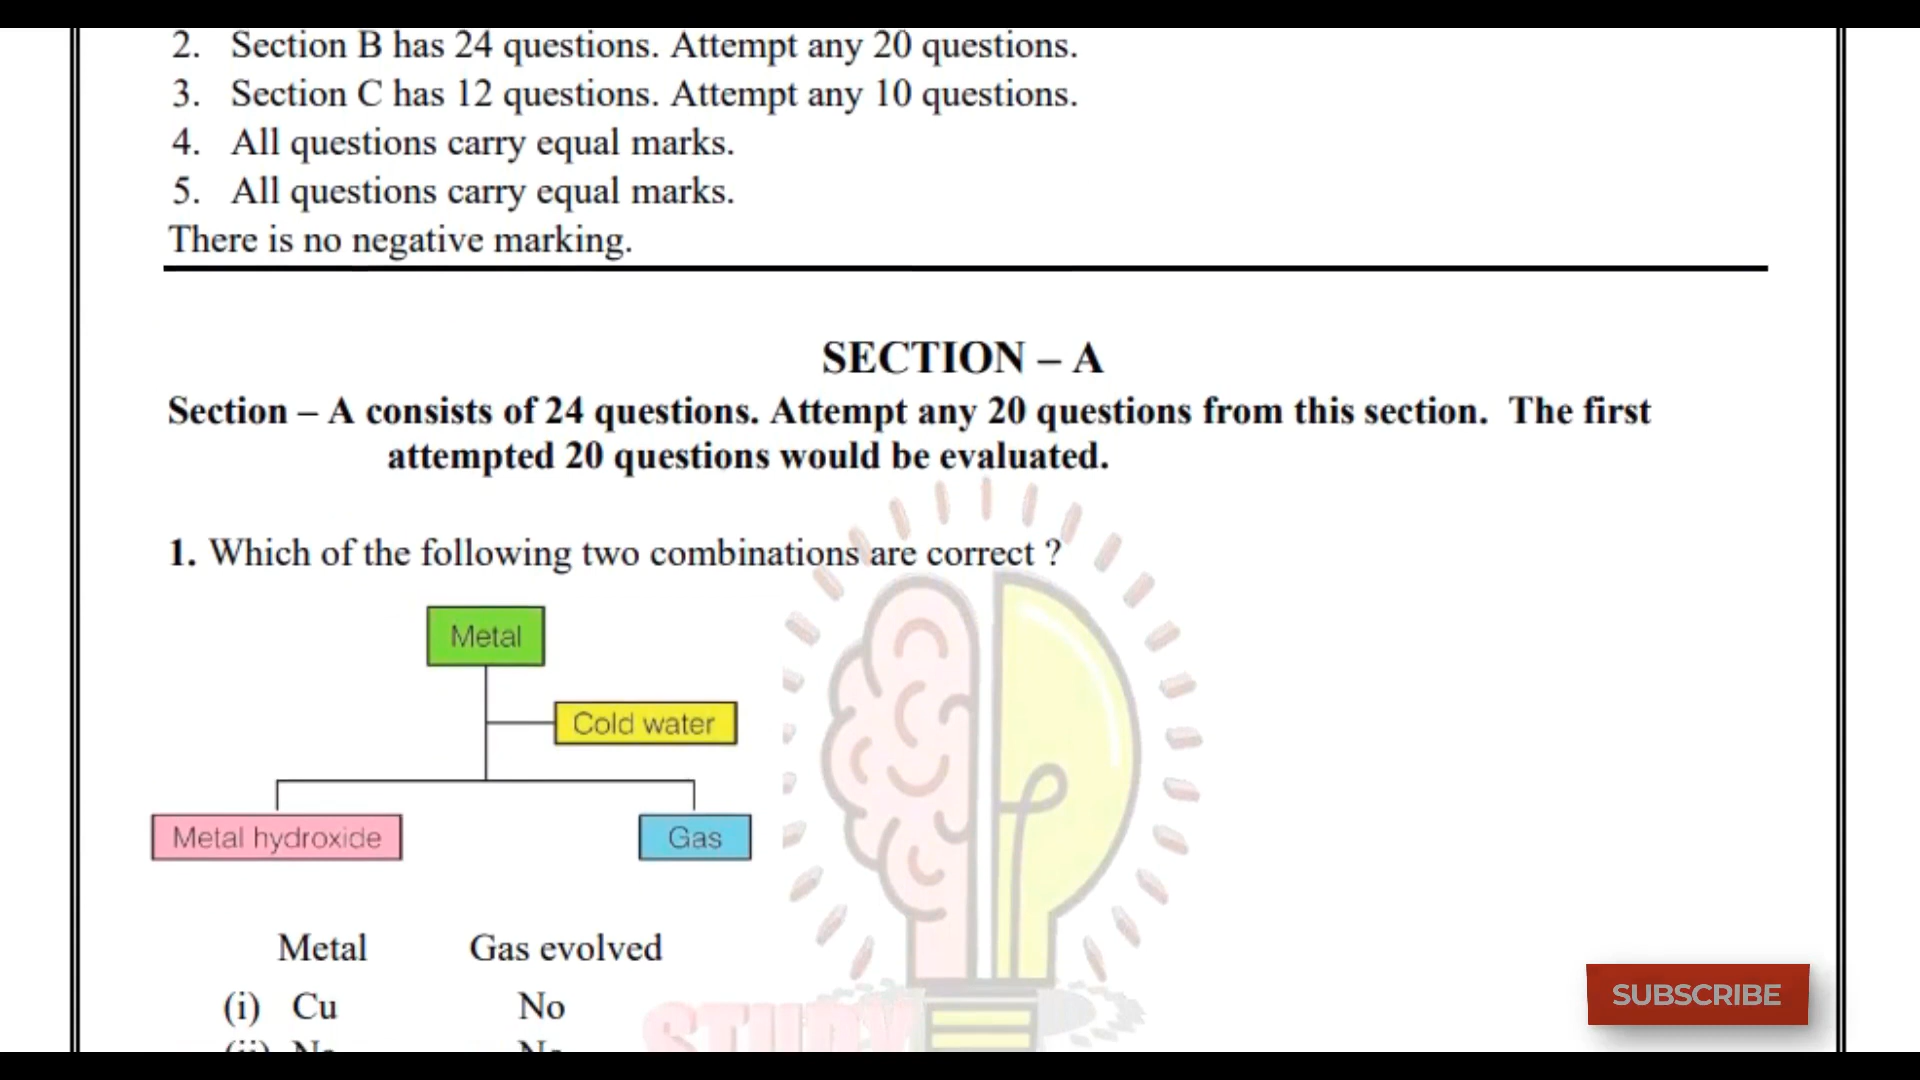 2. Section B has 24 questions. Attempt any 20 questions.
3. Section C has 12 questions. Attempt any 10 questions.
4. All questions carry equal marks.
5. All questions carry equal marks.
There is no negative marking.
SECTION – A
Section – A consists of 24 questions. Attempt any 20 questions from this section. The first
attempted 20 questions would be evaluated.
1. Which of the following two combinations are correct ?
Metal
Cold water
Metal hydroxide
Gas
Metal Gas evolved
(i) Cu No
STUDY
SUBSCRIBE